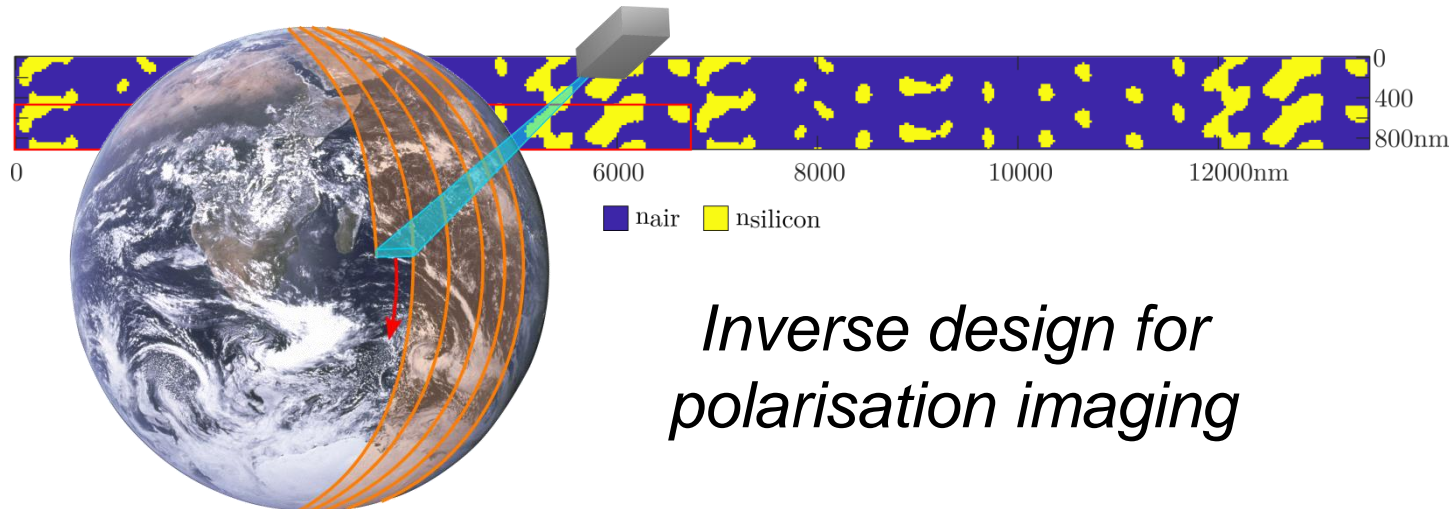 0
400
800nm
0 6000 8000 10000 12000nm
nair nsilicon
Inverse design for
polarisation imaging